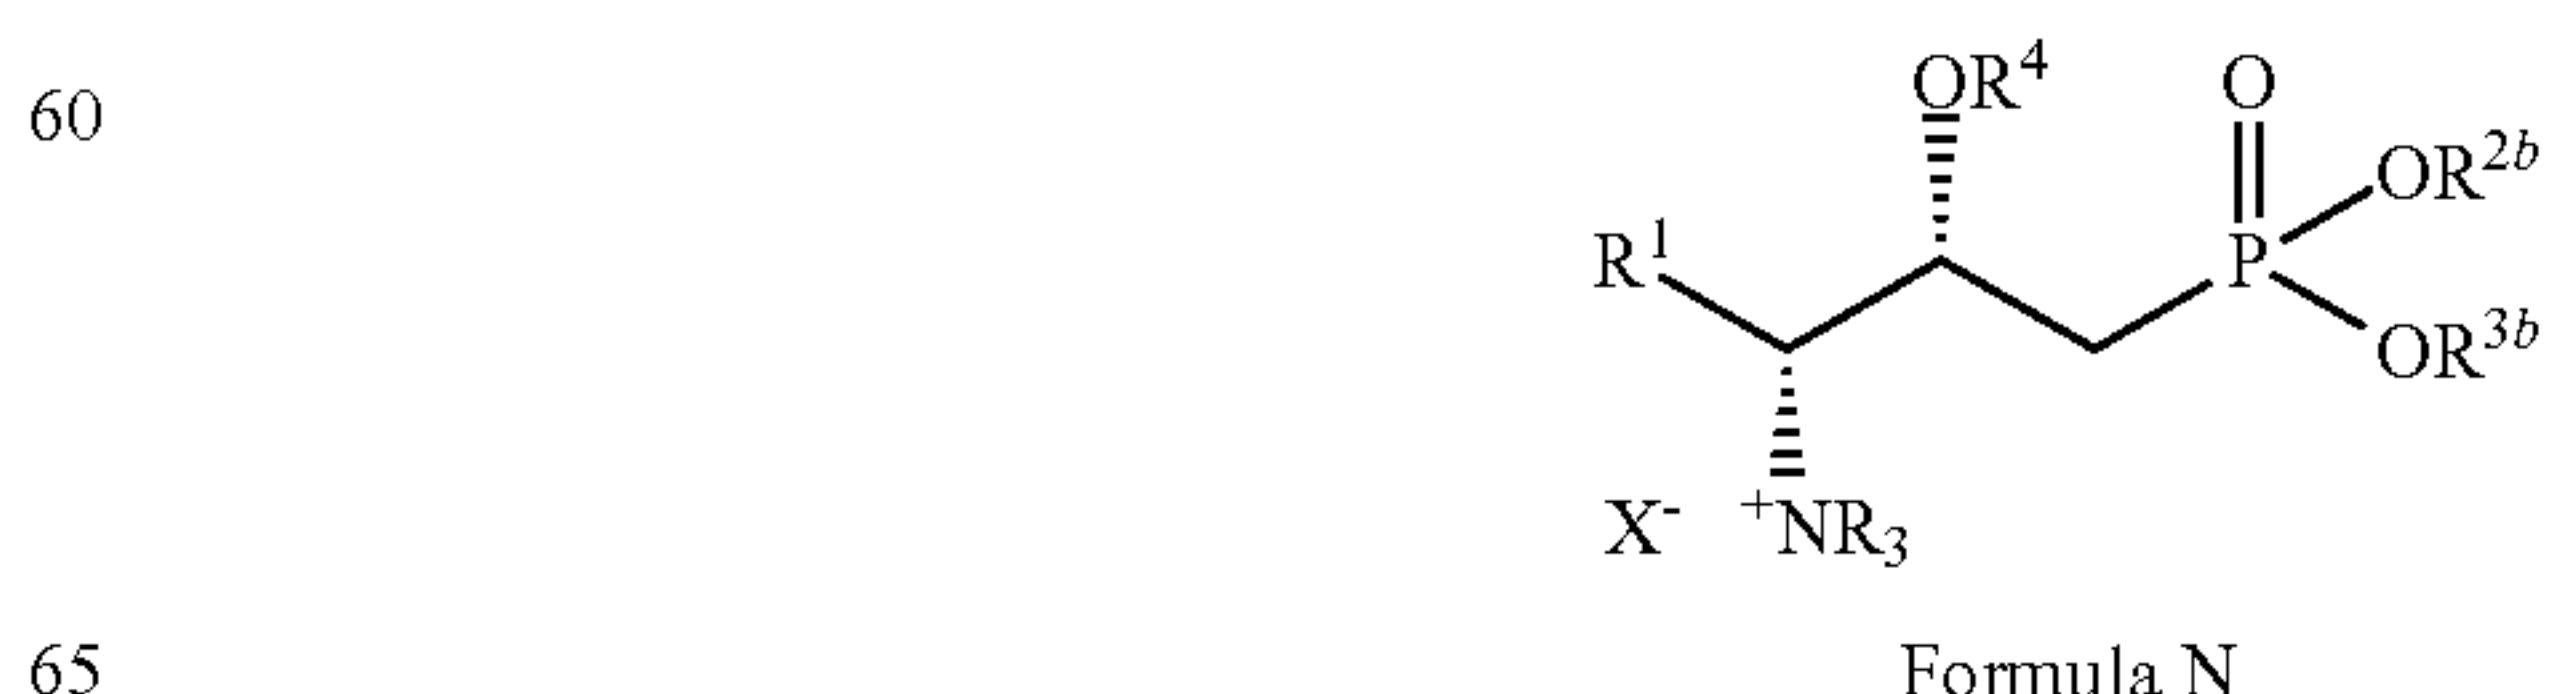 60
OR⁴ O
OR²ᵇ
R¹ P
OR³ᵇ
X⁻ ⁺NR₃
65 Formula N